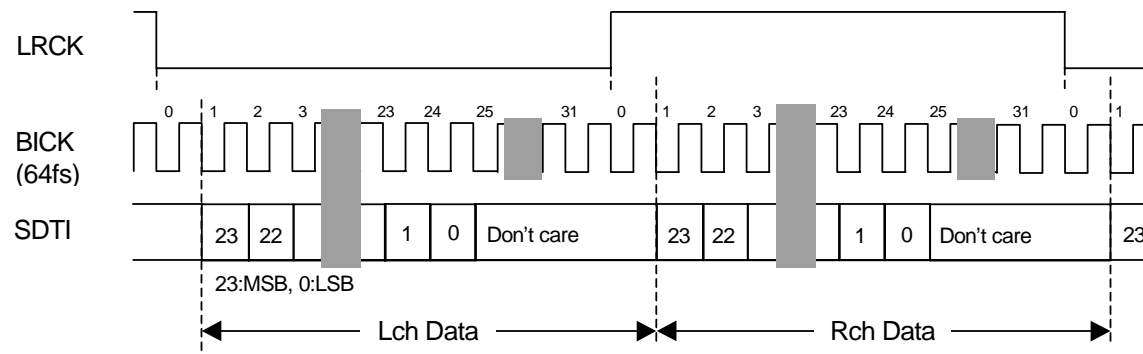 LRCK
0 1 2 3 23 24 25 31 0 1 2 3 23 24 25 31 0 1
BICK
(64fs)
SDTI 23 22 1 0 Don't care 23 22 1 0 Don't care 23
23:MSB, 0:LSB
Lch Data Rch Data